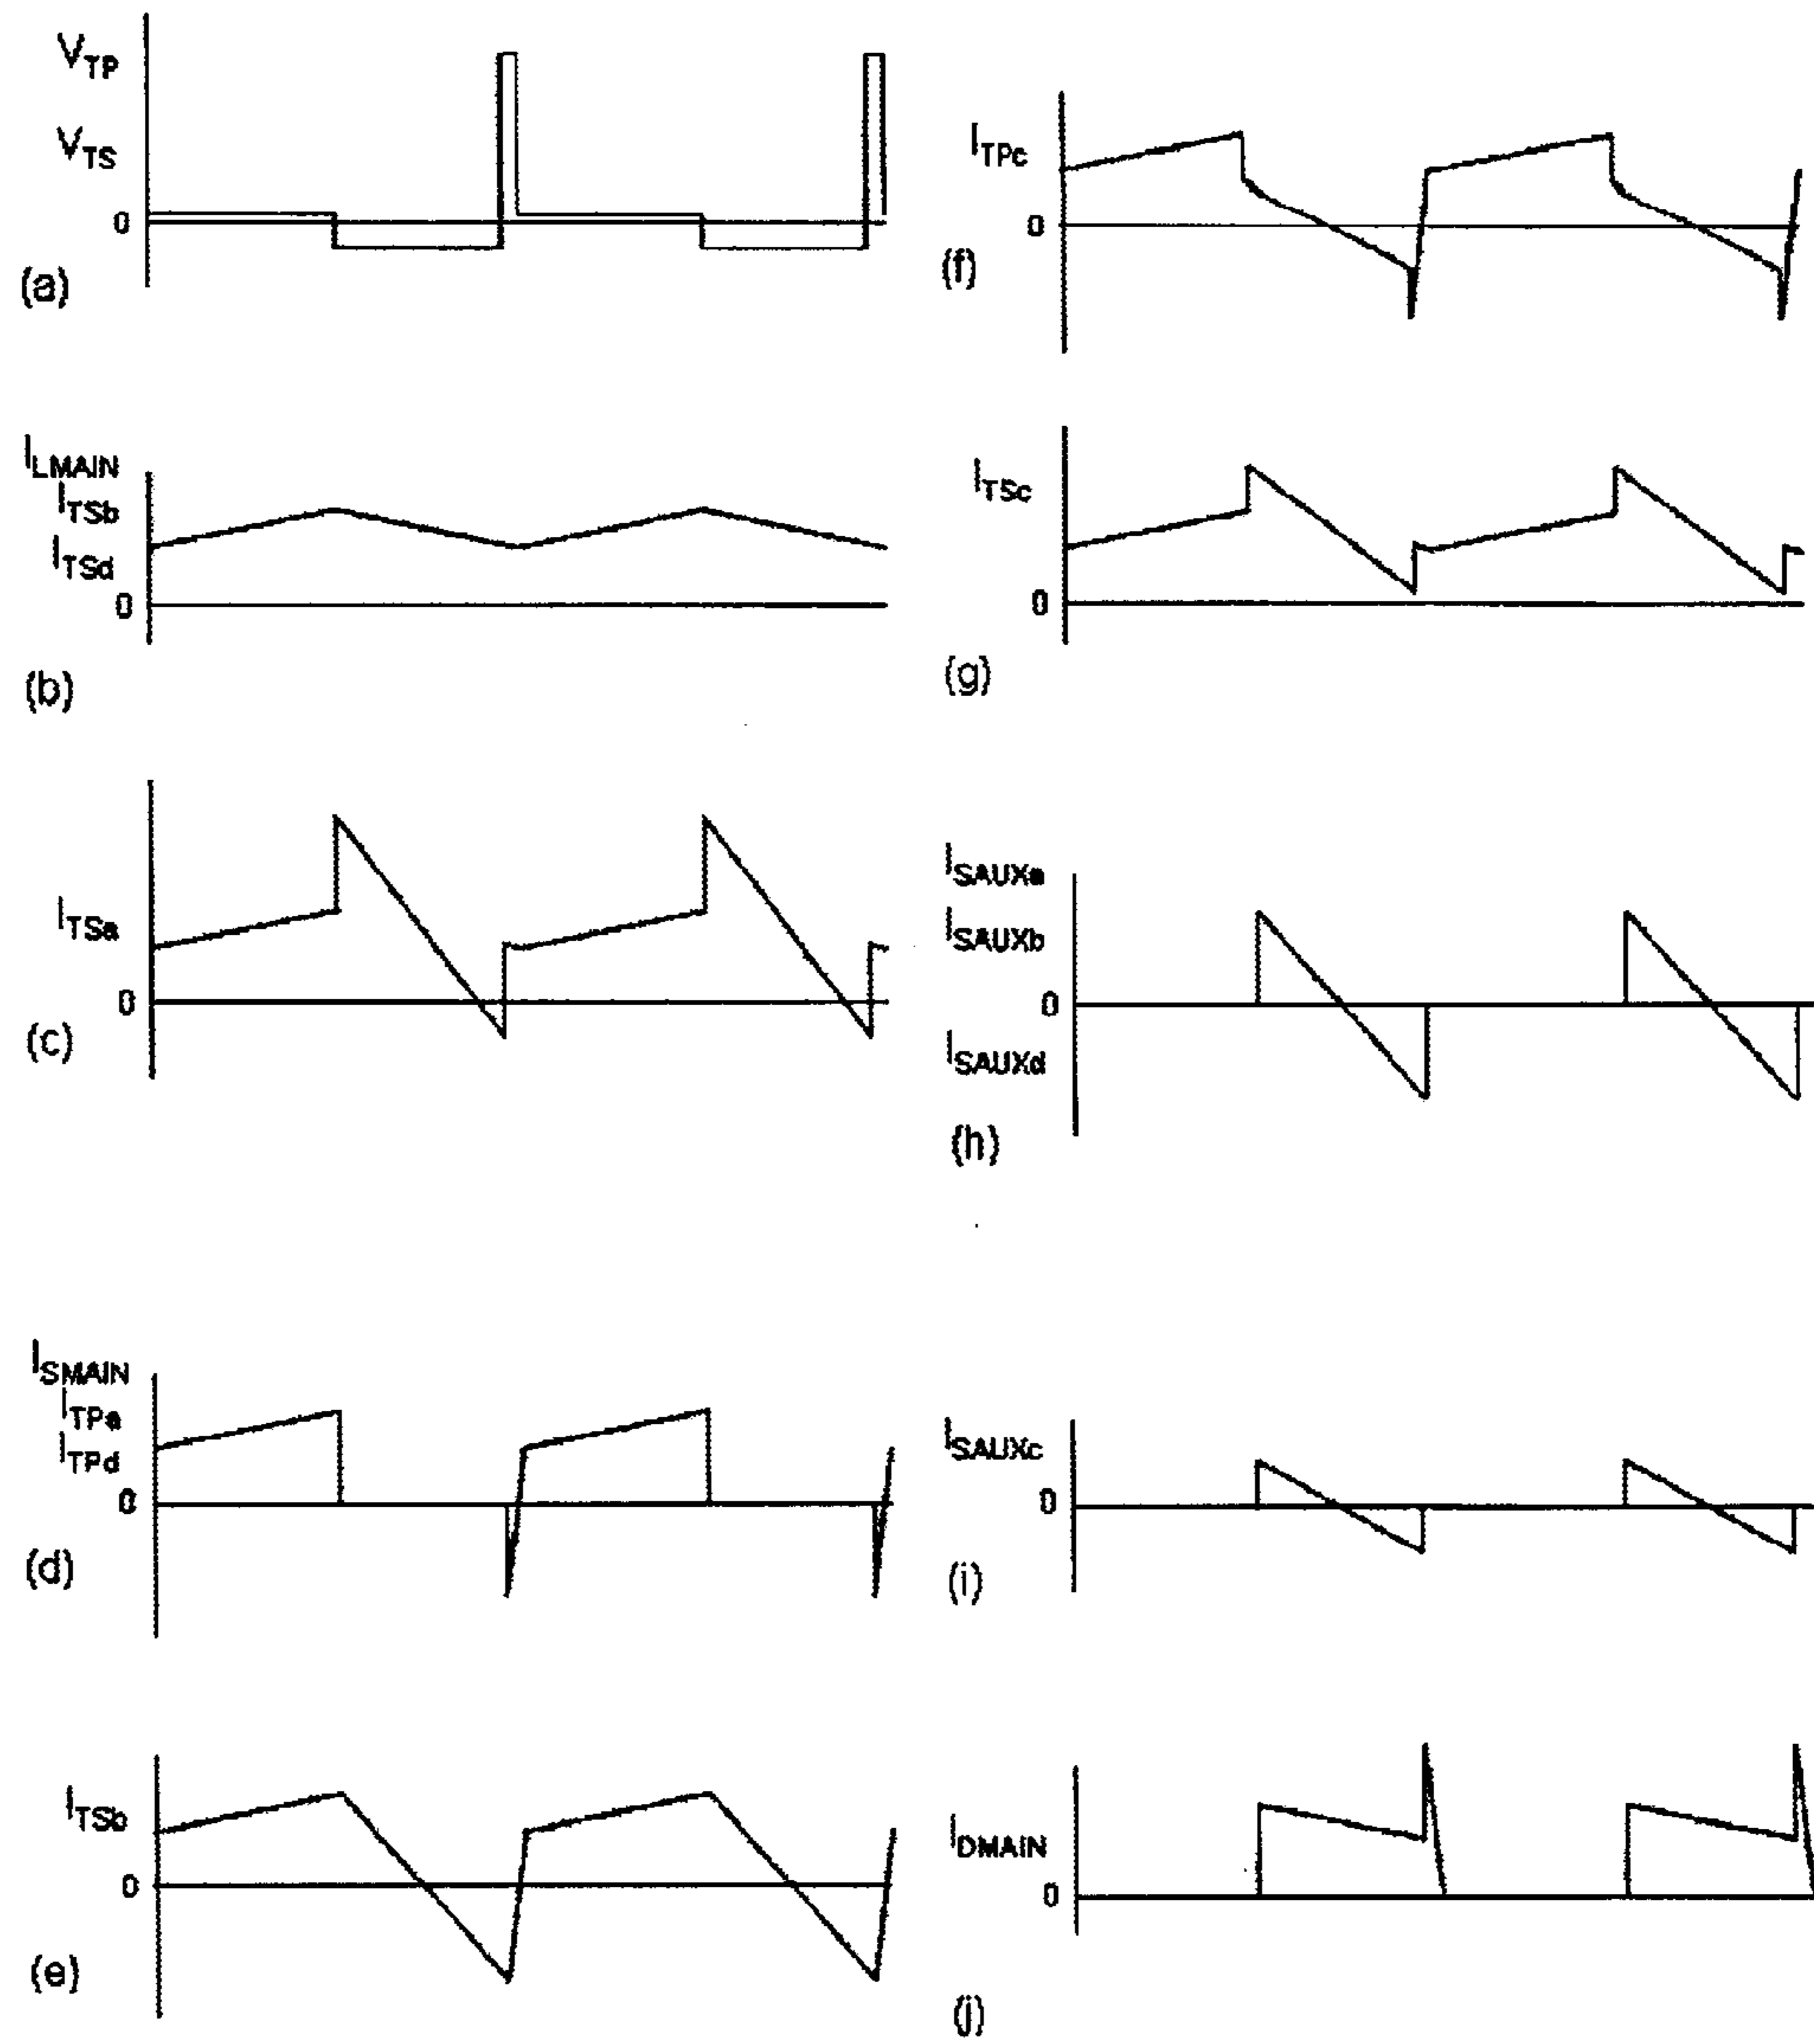 V_TP
V_TS
0
(a)
I_LMAIN
I_TSb
I_TSd
0
(b)
I_TSa
0
(c)
I_SMAIN
I_TPa
I_TPd
0
(d)
I_TSb
0
(e)
I_TPc
0
(f)
I_TSc
0
(g)
I_SAUXa
I_SAUXb
0
I_SAUXd
(h)
I_SAUXc
0
(i)
I_DMAIN
0
(j)